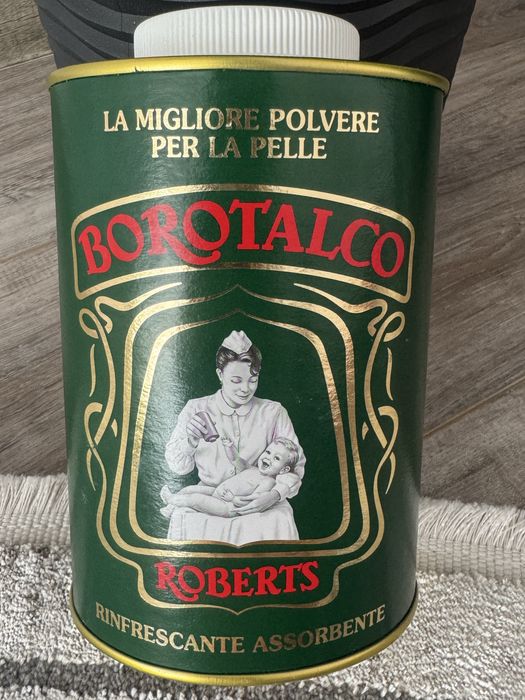 LA MIGLIORE POLVERE
PER LA PELLE
BOROTALCO
ROBERTS
RINFRESCANTE ASSORBENTE